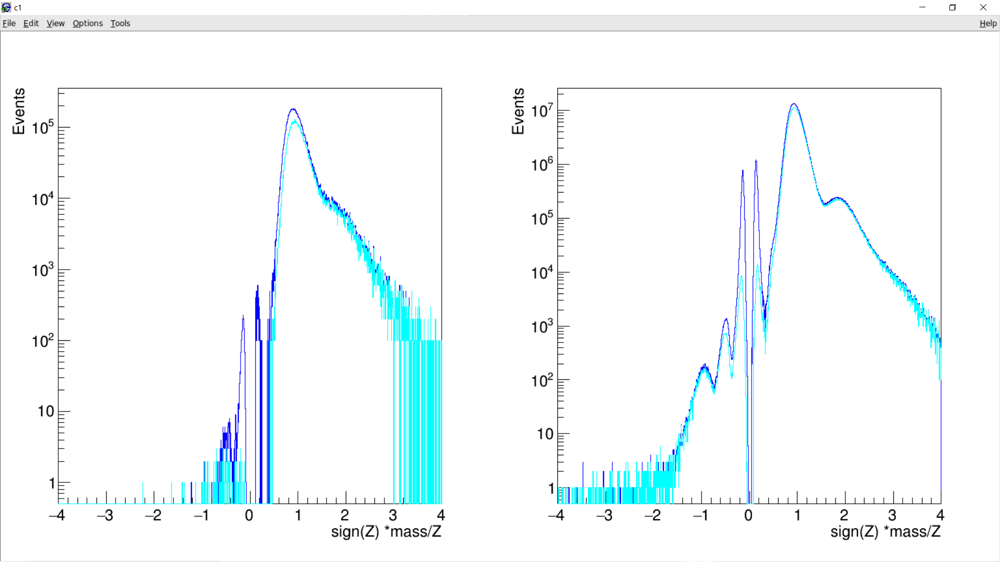 c1
File Edit View Options Tools Help
Events
10^5
10^4
10^3
10^2
10
1
−4 −3 −2 −1 0 1 2 3 4
sign(Z) *mass/Z
Events
10^7
10^6
10^5
10^4
10^3
10^2
10
1
−4 −3 −2 −1 0 1 2 3 4
sign(Z) *mass/Z